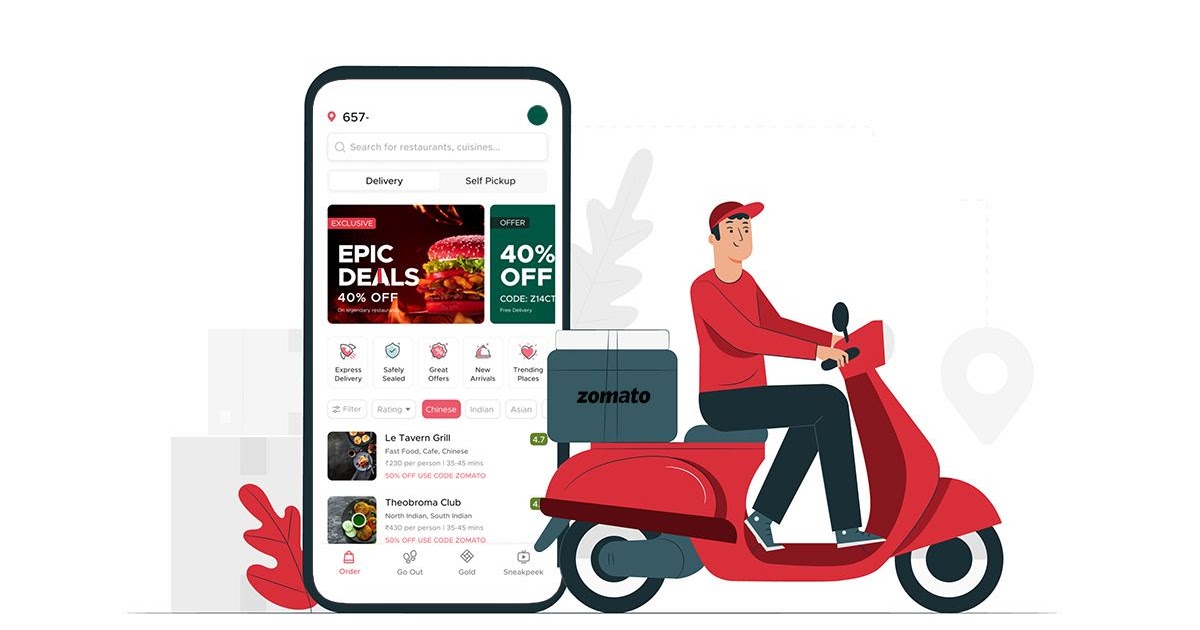 657-
Search for restaurants, cuisines...
Delivery
Self Pickup
EXCLUSIVE
EPIC
DEALS
40% OFF
On legendary restaurants
OFFER
40%
OFF
CODE: Z14CT
Free Delivery
Express
Delivery
Safely
Sealed
Great
Offers
New
Arrivals
Trending
Places
Filter
Rating
Chinese
Indian
Asian
Le Tavern Grill
4.7
Fast Food, Cafe, Chinese
₹230 per person | 35-45 mins
50% OFF USE CODE ZOMATO
Theobroma Club
North Indian, South Indian
₹430 per person | 35-45 mins
50% OFF USE CODE ZOMATO
Order
Go Out
Gold
Sneakpeek
zomato